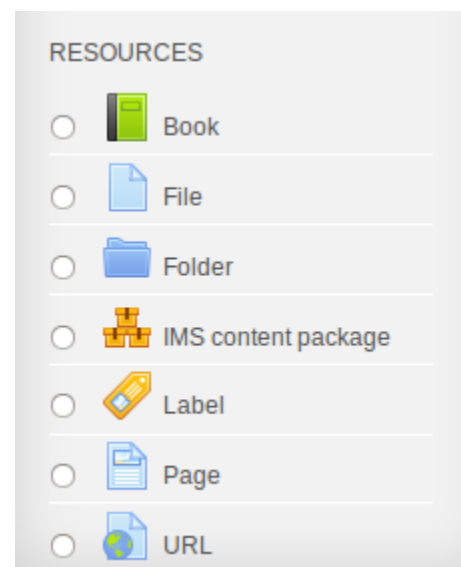 RESOURCES
Book
File
Folder
IMS content package
Label
Page
URL